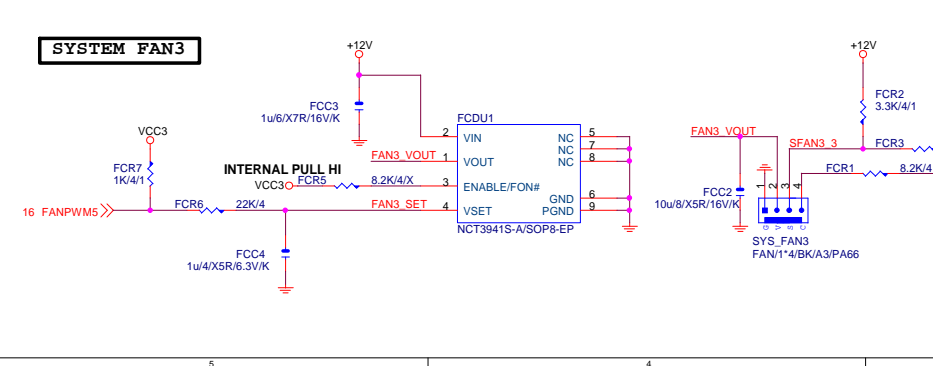 SYSTEM FAN3
+12V
+12V
FCC3
1u/6/X7R/16V/K
FCR2
3.3K/4/1
FCDU1
VCC3
2
VIN
NC
5
FAN3_VOUT
SFAN3_3
FCR3
FAN3_VOUT
1
VOUT
NC
7
NC
8
FCR7
1K/4/1
INTERNAL PULL HI
VCC3
FCR5
8.2K/4/X
3
ENABLE/FON#
FCR1
8.2K/4
GND
6
FCC2
10u/8/X5R/16V/K
1
2
3
4
16 FANPWM5
FCR6
22K/4
FAN3_SET
4
VSET
PGND
9
NCT3941S-A/SOP8-EP
G
V
S
C
SYS_FAN3
FAN/1*4/BK/A3/PA66
FCC4
1u/4/X5R/6.3V/K
5
4